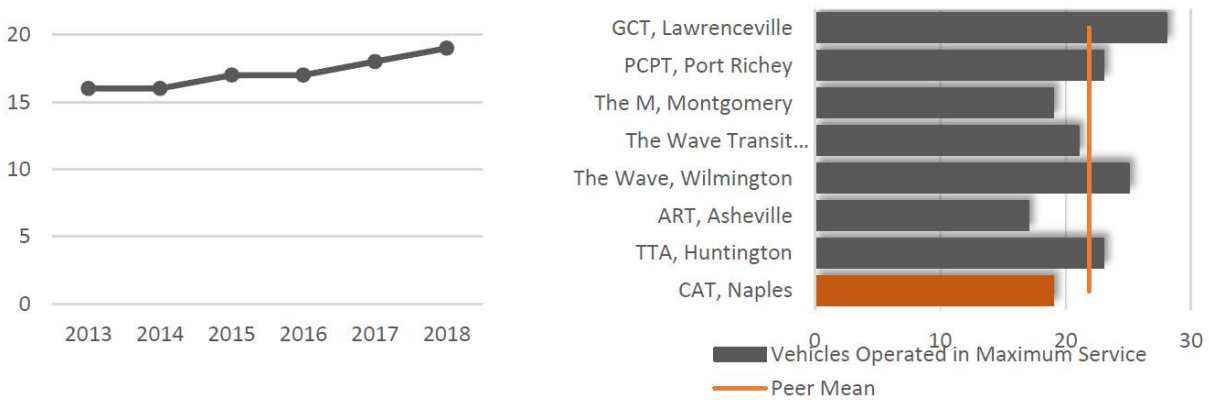 20
15
10
5
0
2013 2014 2015 2016 2017 2018
GCT, Lawrenceville
PCPT, Port Richey
The M, Montgomery
The Wave Transit...
The Wave, Wilmington
ART, Asheville
TTA, Huntington
CAT, Naples
0 10 20 30
Vehicles Operated in Maximum Service
Peer Mean